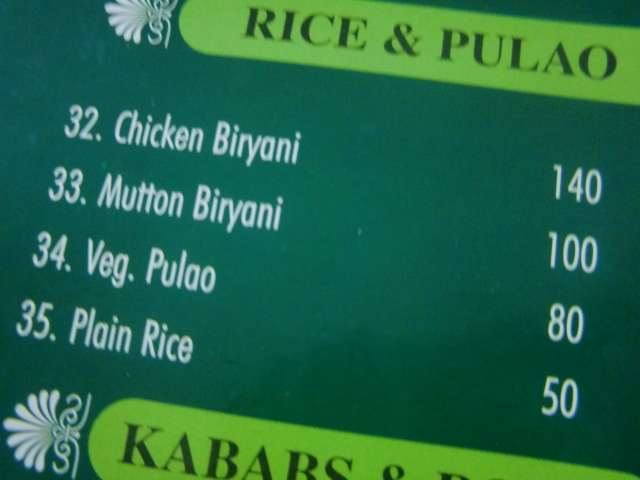 RICE & PULAO
32. Chicken Biryani 140
33. Mutton Biryani 100
34. Veg. Pulao 80
35. Plain Rice 50
KABABS &